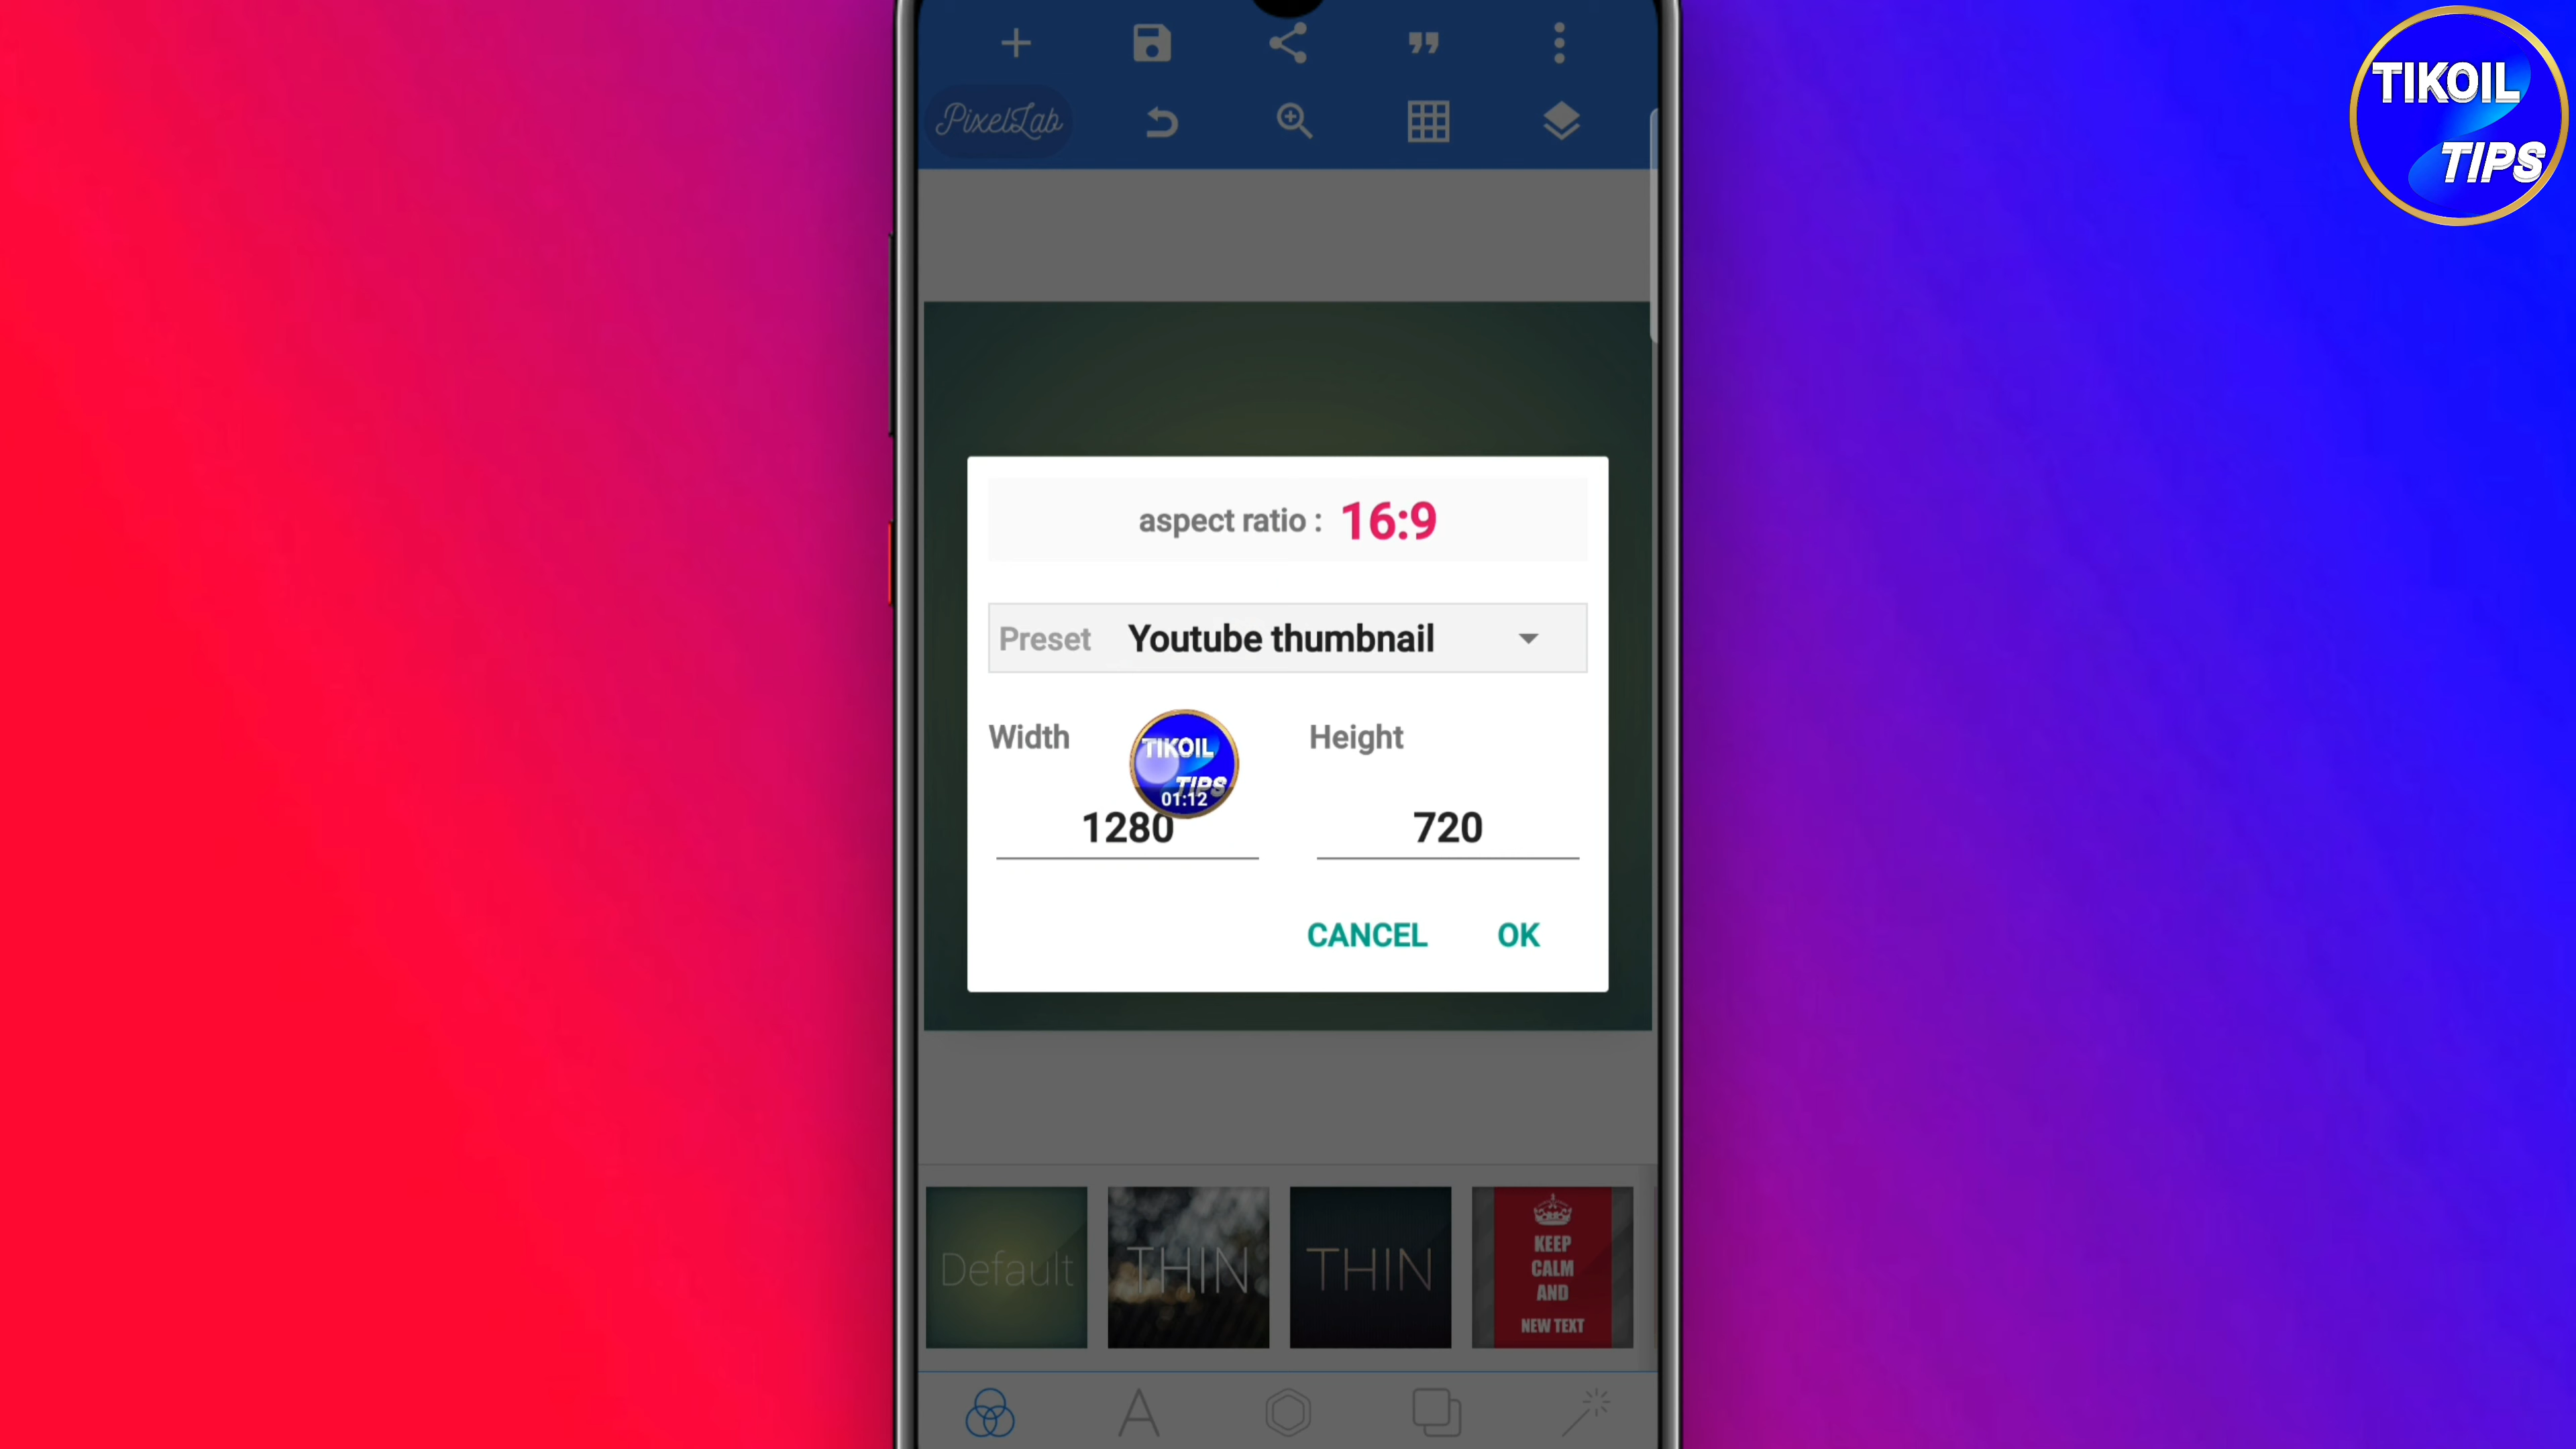 TIKOIL
TIPS
PixelLab
aspect ratio : 16:9
Preset Youtube thumbnail
Width
Height
TIKOIL
TIPS
01:12
1280
720
CANCEL OK
Default
THIN
THIN
KEEP
CALM
AND
NEW TEXT
A